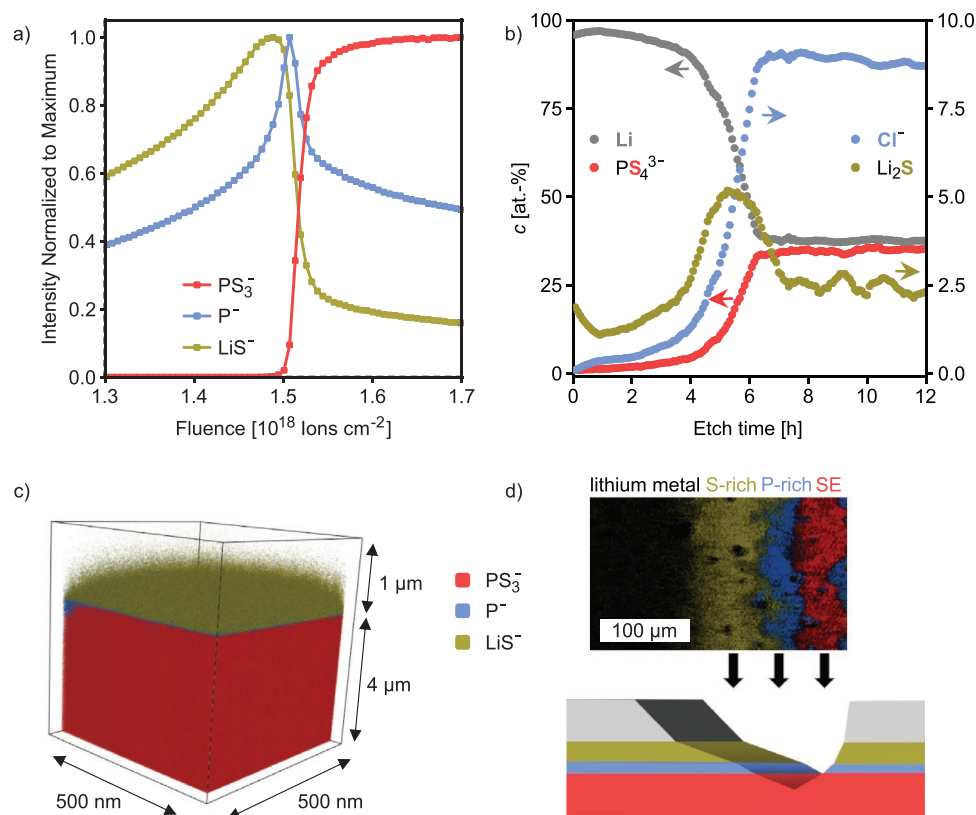 a)
Intensity Normalized to Maximum
1.0
0.8
0.6
0.4
0.2
0.0
PS₃⁻
P⁻
LiS⁻
1.3 1.4 1.5 1.6 1.7
Fluence [10¹⁸ Ions cm⁻²]
b)
c [at.-%]
100
75
50
25
0
Li
PS₄³⁻
Cl⁻
Li₂S
10.0
7.5
5.0
2.5
0.0
0 2 4 6 8 10 12
Etch time [h]
c)
1 µm
4 µm
500 nm
500 nm
PS₃⁻
P⁻
LiS⁻
d)
lithium metal S-rich P-rich SE
100 µm